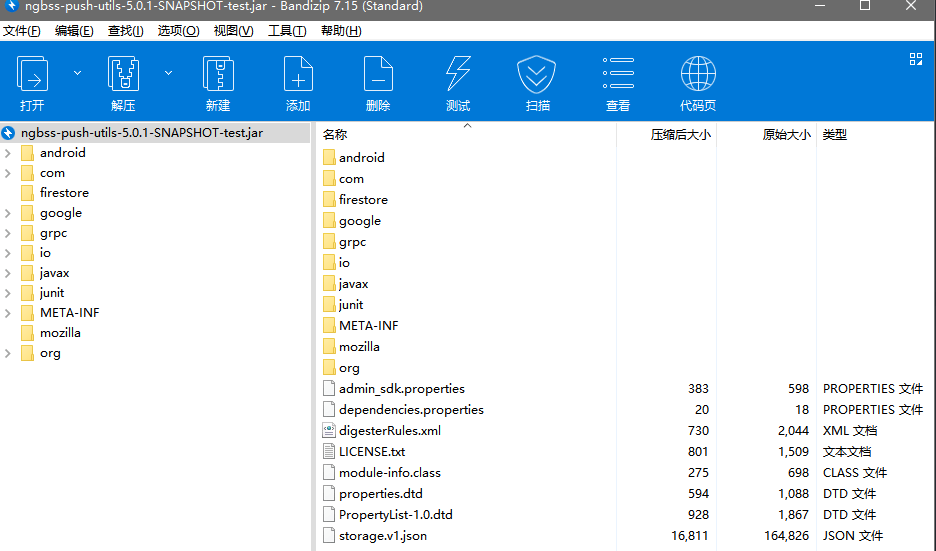 ngbss-push-utils-5.0.1-SNAPSHOT-test.jar - Bandizip 7.15 (Standard)
文件(F) 编辑(E) 查找(I) 选项(O) 视图(V) 工具(T) 帮助(H)
打开 解压 新建 添加 删除 测试 扫描 查看 代码页
ngbss-push-utils-5.0.1-SNAPSHOT-test.jar
android
com
firestore
google
grpc
io
javax
junit
META-INF
mozilla
org
名称 压缩后大小 原始大小 类型
android
com
firestore
google
grpc
io
javax
junit
META-INF
mozilla
org
admin_sdk.properties 383 598 PROPERTIES 文件
dependencies.properties 20 18 PROPERTIES 文件
digesterRules.xml 730 2,044 XML 文档
LICENSE.txt 801 1,509 文本文档
module-info.class 275 698 CLASS 文件
properties.dtd 594 1,088 DTD 文件
PropertyList-1.0.dtd 928 1,867 DTD 文件
storage.v1.json 16,811 164,826 JSON 文件